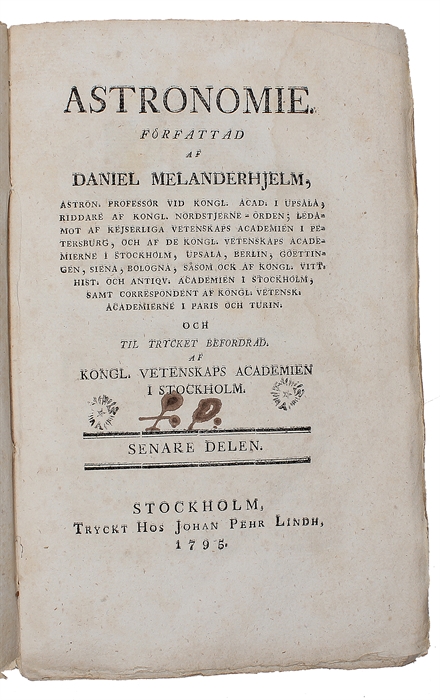 ASTRONOMIE.
FÖRFATTAD
AF
DANIEL MELANDERHJELM,
ASTRON. PROFESSOR VID KONGL. ACAD. I UPSALA,
RIDDARE AF KONGL. NORDSTJERNE-ORDEN; LEDA-
MOT AF KEJSERLIGA VETENSKAPS ACADEMIEN I PE-
TERSBURG, OCH AF DE KONGL. VETENSKAPS ACADE-
MIERNE I STOCKHOLM, UPSALA, BERLIN, GOETTIN-
GEN, SIENA, BOLOGNA, SÅSOM OCK AF KONGL. VITT.
HIST. OCH ANTIQV. ACADEMIEN I STOCKHOLM,
SAMT CORRESPONDENT AF KONGL. VETENSK.
ACADEMIERNE I PARIS OCH TURIN.
OCH
TIL TRYCKET BEFORDRAD.
AF
KONGL. VETENSKAPS ACADEMIEN
I STOCKHOLM.
SENARE DELEN.
STOCKHOLM,
TRYCKT HOS JOHAN PEHR LINDH,
1795.